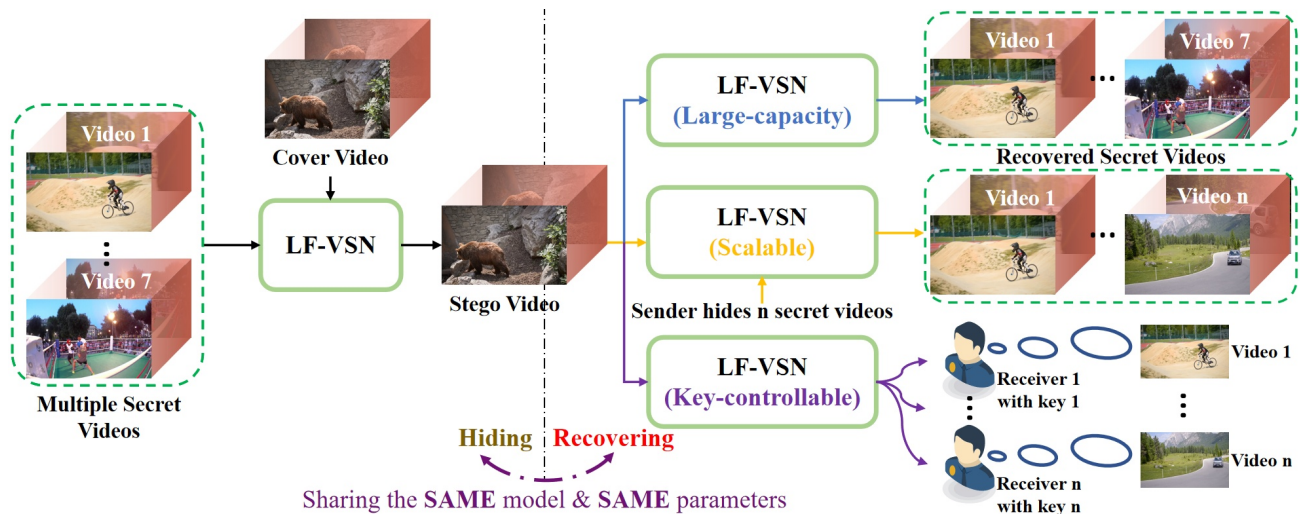 Video 1
Video 7
Multiple Secret
Videos
Cover Video
LF-VSN
Stego Video
Hiding
Recovering
Sharing the SAME model & SAME parameters
LF-VSN
(Large-capacity)
Video 1
Video 7
Recovered Secret Videos
LF-VSN
(Scalable)
Sender hides n secret videos
Video 1
Video n
LF-VSN
(Key-controllable)
Receiver 1
with key 1
Video 1
Receiver n
with key n
Video n